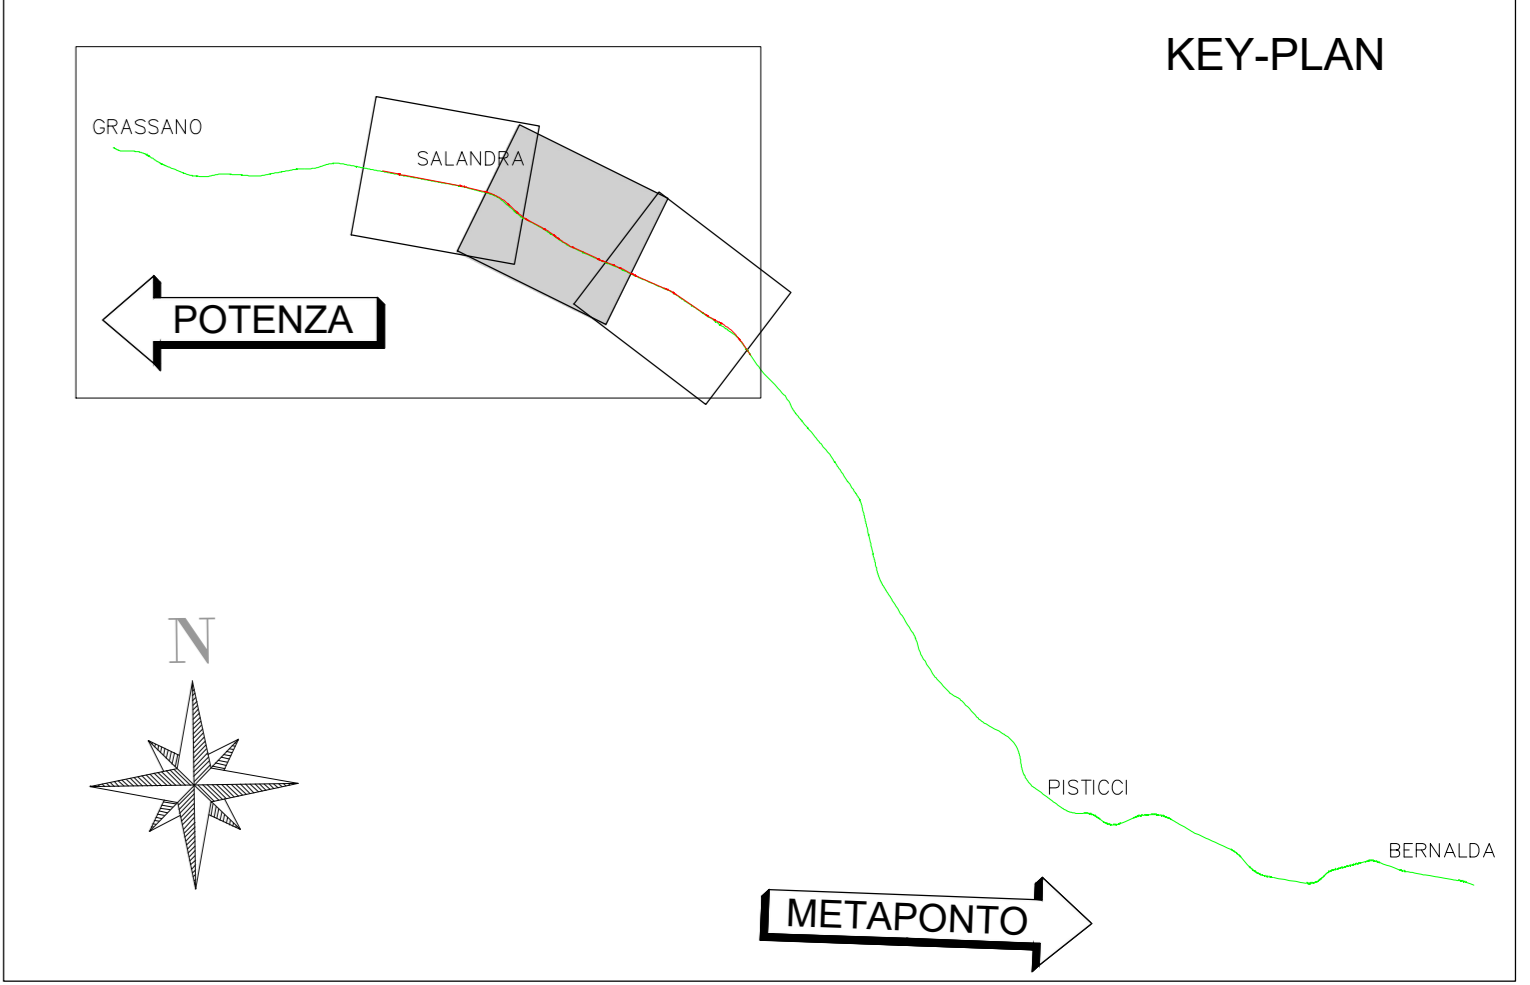 KEY-PLAN
GRASSANO
SALANDRA
POTENZA
N
PISTICCI
BERNALDA
METAPONTO